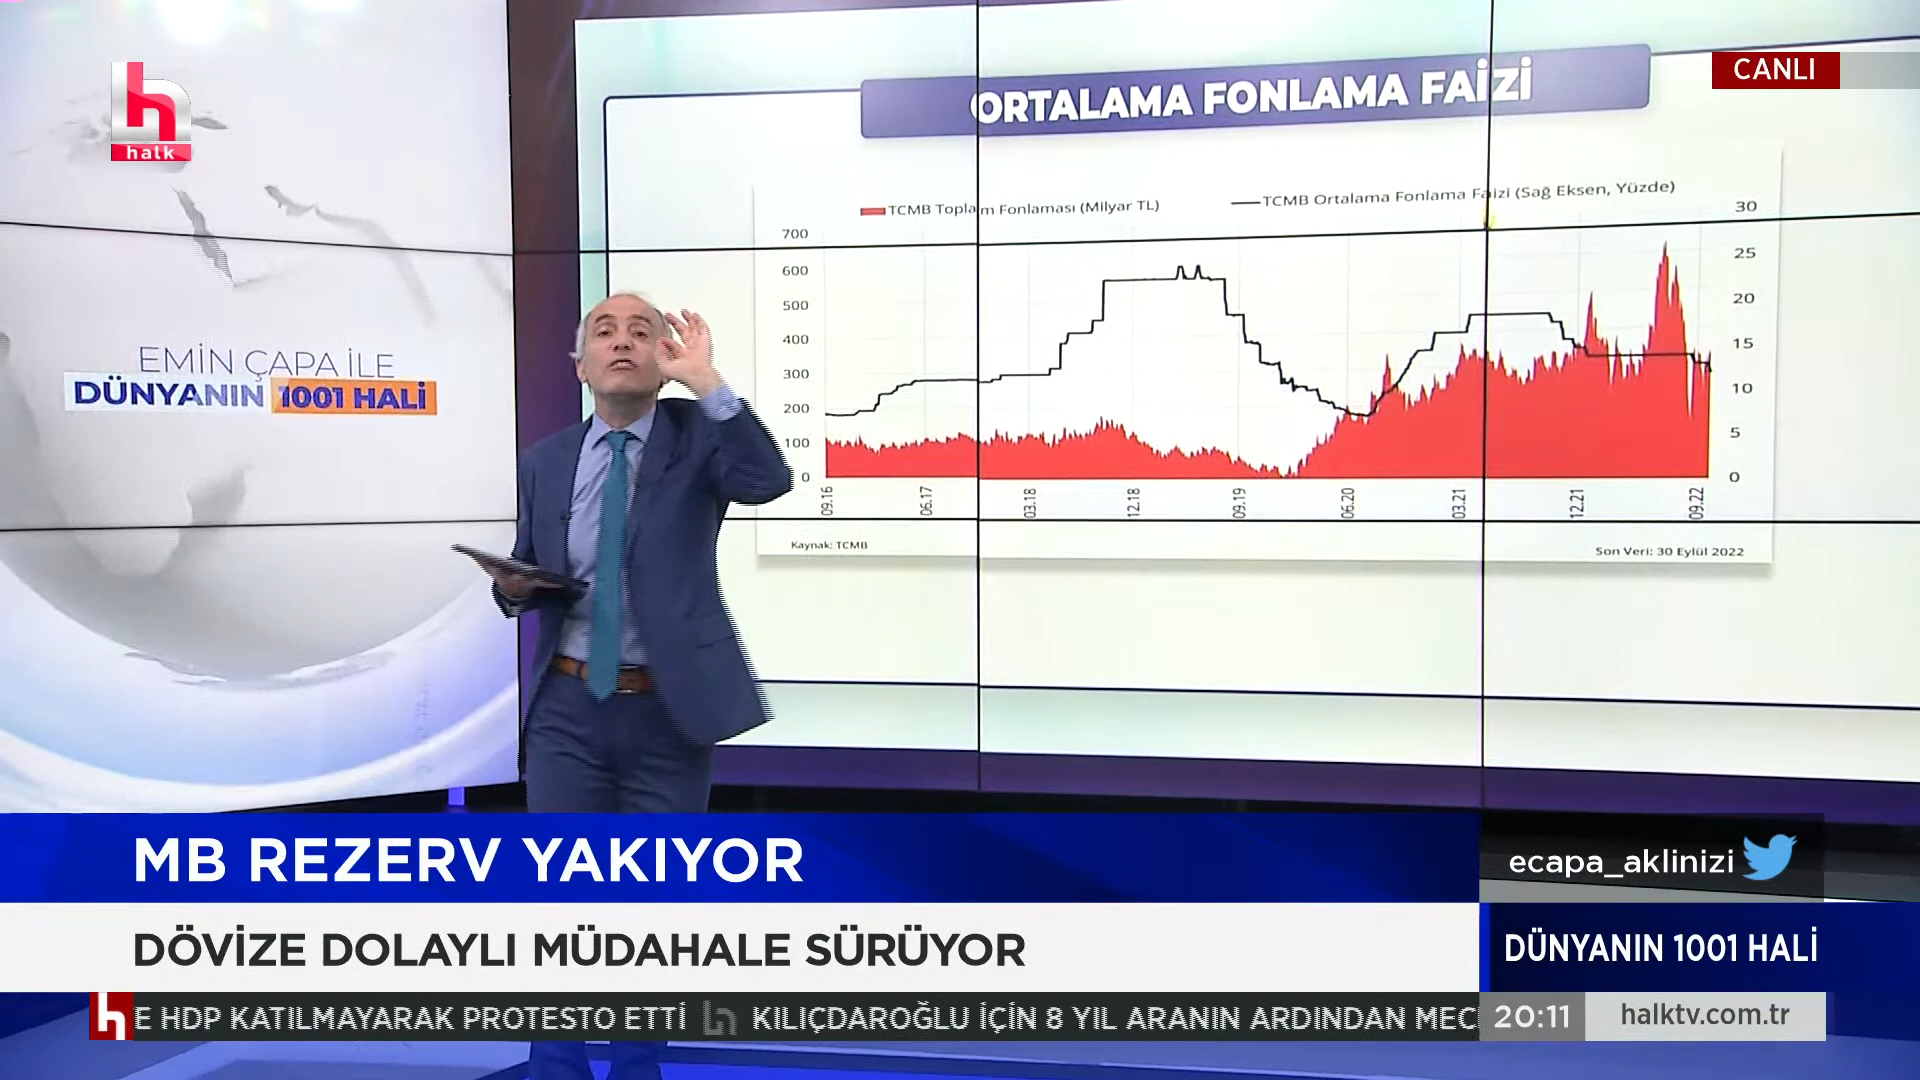 halk
CANLI
ORTALAMA FONLAMA FAİZİ
TCMB Toplam Fonlaması (Milyar TL)
TCMB Ortalama Fonlama Faizi (Sağ Eksen, Yüzde)
700
600
500
400
300
200
100
0
30
25
20
15
10
5
0
09.16
06.17
03.18
12.18
09.19
06.20
03.21
12.21
09.22
Kaynak: TCMB
Son Veri: 30 Eylül 2022
EMİN ÇAPA İLE
DÜNYANIN 1001 HALİ
MB REZERV YAKIYOR
ecapa_aklinizi
DÖVİZE DOLAYLI MÜDAHALE SÜRÜYOR
DÜNYANIN 1001 HALİ
E HDP KATILMAYARAK PROTESTO ETTİ KILIÇDAROĞLU İÇİN 8 YIL ARANIN ARDINDAN MEC
20:11
halktv.com.tr